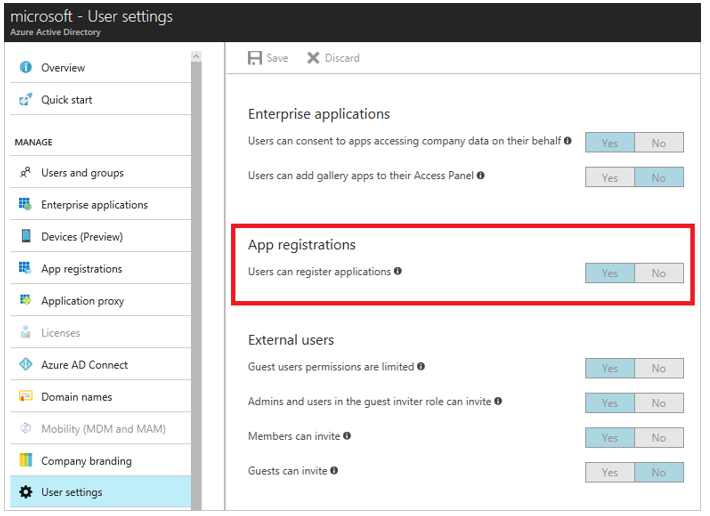 microsoft - User settings
Azure Active Directory
Overview
Quick start
MANAGE
Users and groups
Enterprise applications
Devices (Preview)
App registrations
Application proxy
Licenses
Azure AD Connect
Domain names
Mobility (MDM and MAM)
Company branding
User settings
Save Discard
Enterprise applications
Users can consent to apps accessing company data on their behalf Yes No
Users can add gallery apps to their Access Panel Yes No
App registrations
Users can register applications Yes No
External users
Guest users permissions are limited Yes No
Admins and users in the guest inviter role can invite Yes No
Members can invite Yes No
Guests can invite Yes No